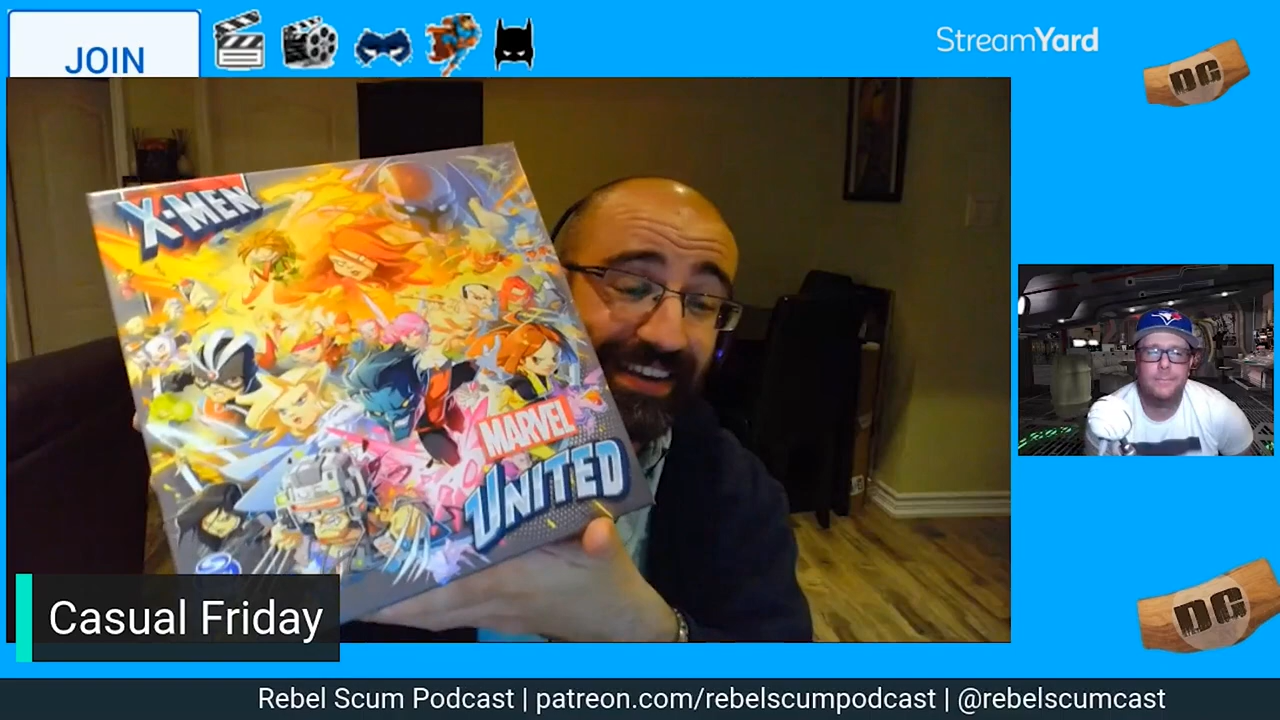 JOIN
StreamYard
DG
X-MEN
MARVEL
UNITED
DG
Casual Friday
Rebel Scum Podcast | patreon.com/rebelscumpodcast | @rebelscumcast